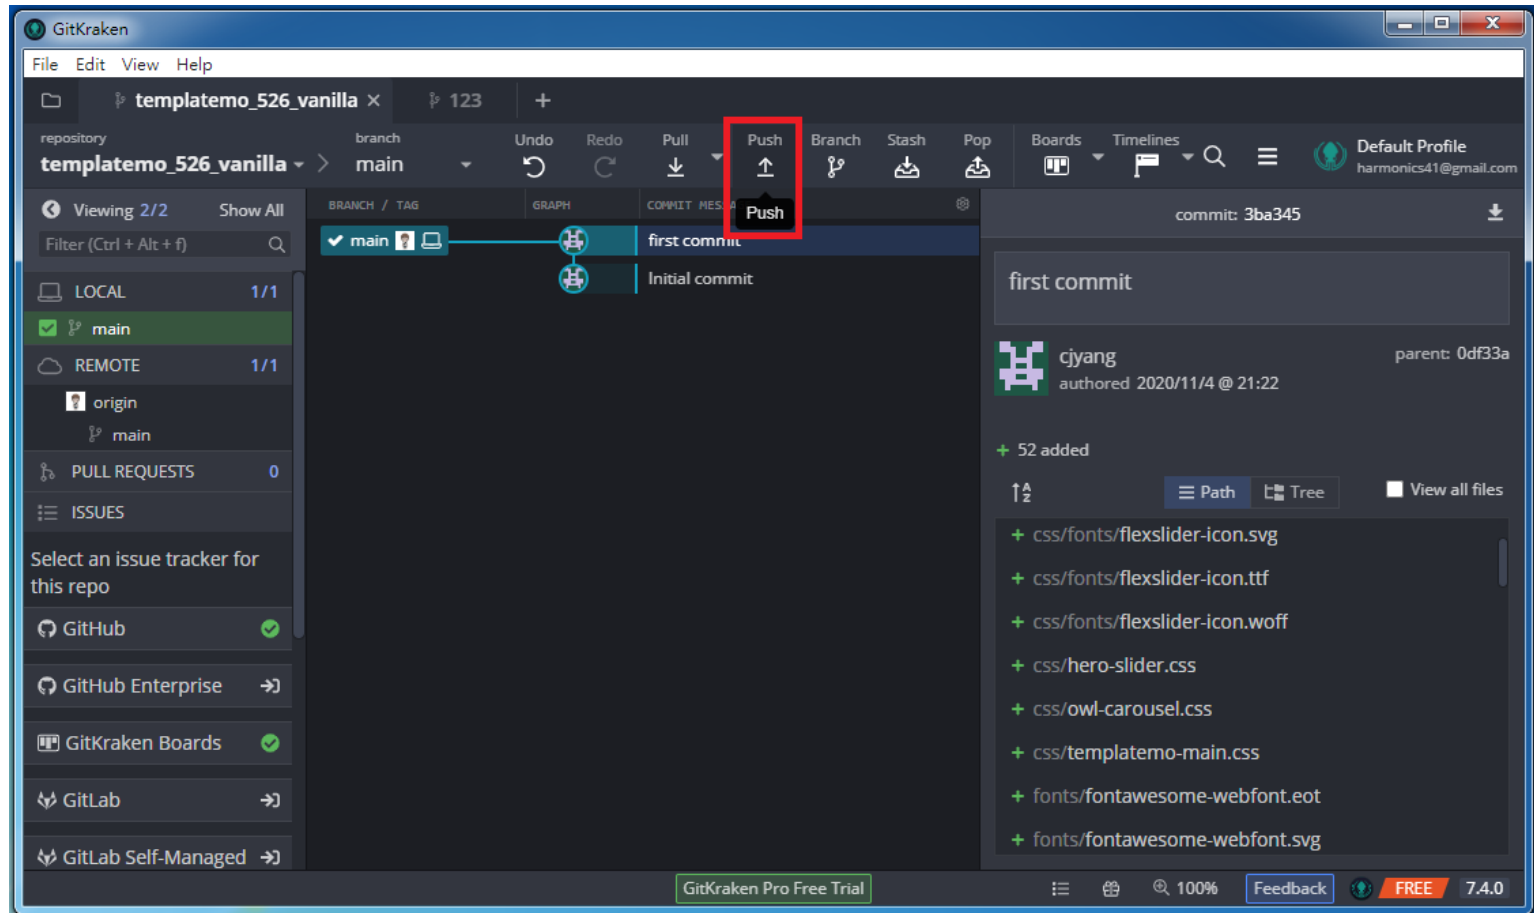 GitKraken
File Edit View Help
templatemo_526_vanilla × 123 +
repository branch Undo Redo Pull Push Branch Stash Pop Boards Timelines Default Profile
templatemo_526_vanilla > main harmonics41@gmail.com
Viewing 2/2 Show All
BRANCH / TAG GRAPH COMMIT MESSA
Push
commit: 3ba345
Filter (Ctrl + Alt + f)
main first commit
Initial commit
first commit
LOCAL 1/1
main
REMOTE 1/1
origin
main
PULL REQUESTS 0
ISSUES
Select an issue tracker for
this repo
GitHub
GitHub Enterprise
GitKraken Boards
GitLab
GitLab Self-Managed
cjyang parent: 0df33a
authored 2020/11/4 @ 21:22
+ 52 added
Path Tree View all files
+ css/fonts/flexslider-icon.svg
+ css/fonts/flexslider-icon.ttf
+ css/fonts/flexslider-icon.woff
+ css/hero-slider.css
+ css/owl-carousel.css
+ css/templatemo-main.css
+ fonts/fontawesome-webfont.eot
+ fonts/fontawesome-webfont.svg
GitKraken Pro Free Trial 100% Feedback FREE 7.4.0